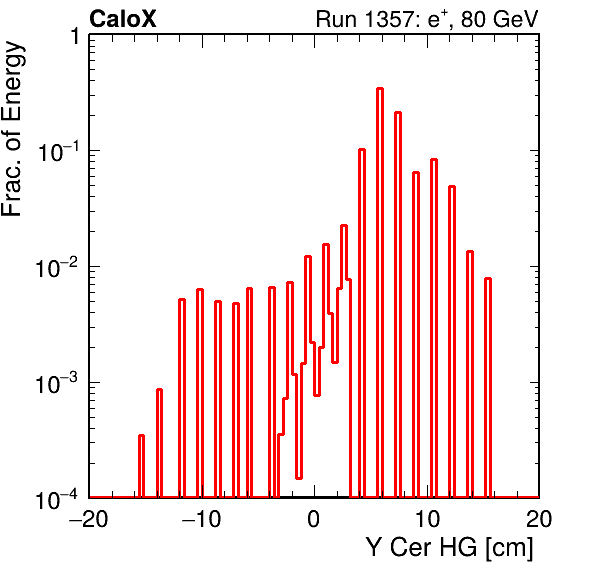 CaloX Run 1357: e⁺, 80 GeV
Frac. of Energy
1
10⁻¹
10⁻²
10⁻³
10⁻⁴
−20 −10 0 10 20
Y Cer HG [cm]